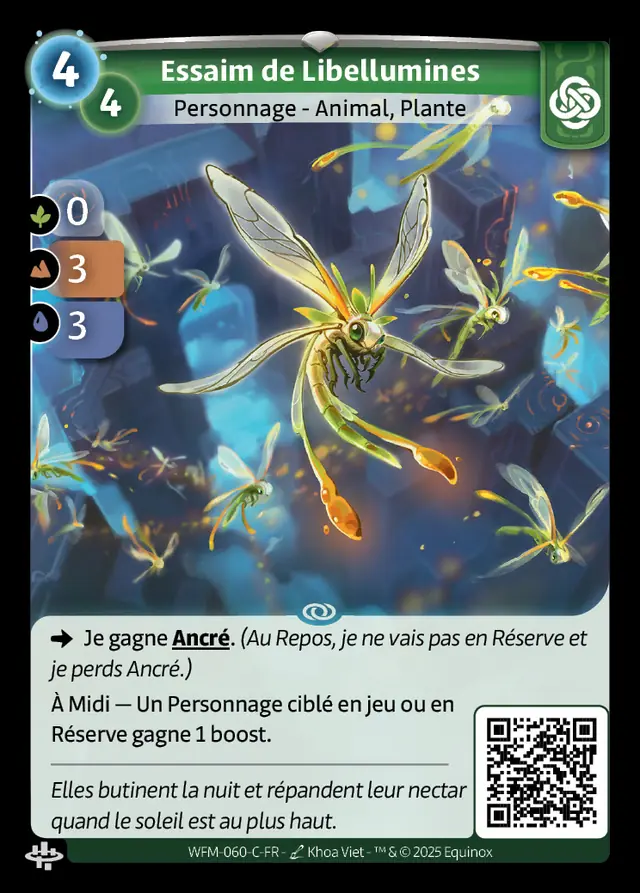 4
4
Essaim de Libellumines
Personnage - Animal, Plante
0
3
3
Je gagne Ancré. (Au Repos, je ne vais pas en Réserve et
je perds Ancré.)
À Midi — Un Personnage ciblé en jeu ou en
Réserve gagne 1 boost.
Elles butinent la nuit et répandent leur nectar
quand le soleil est au plus haut.
WFM-060-C-FR - Khoa Viet - ™ & © 2025 Equinox